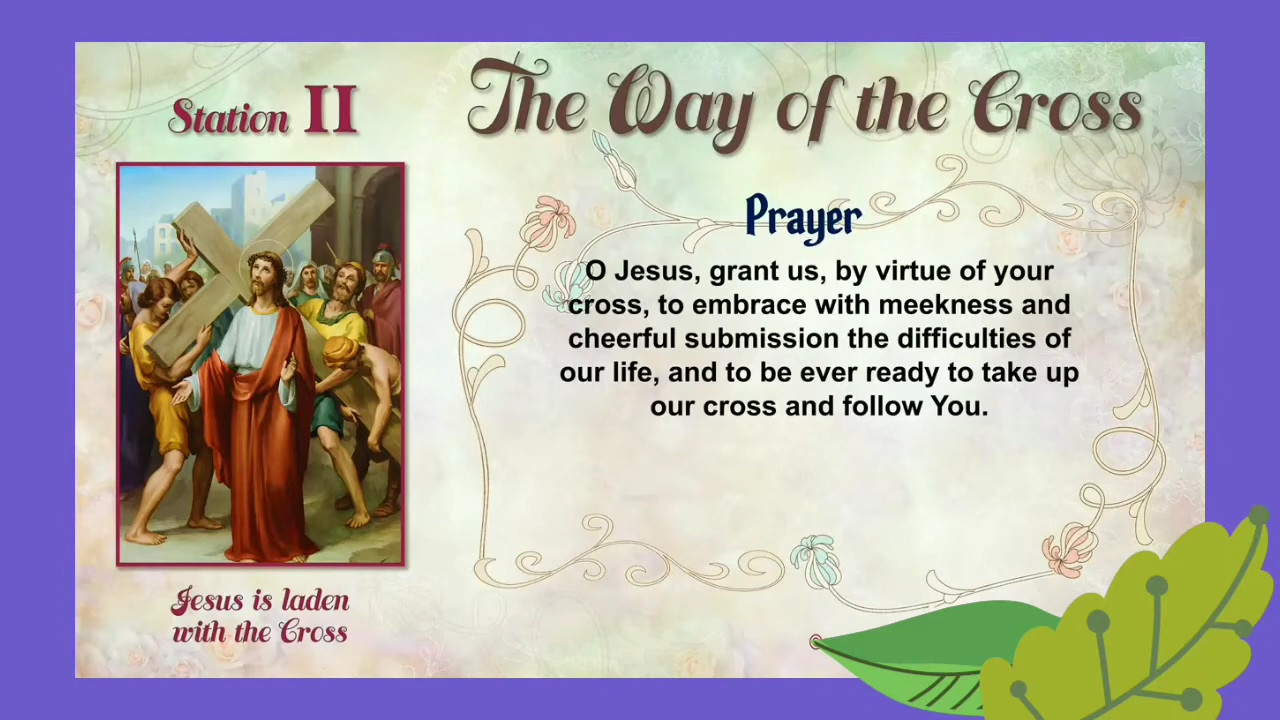 Station II
The Way of the Cross
Prayer
O Jesus, grant us, by virtue of your
cross, to embrace with meekness and
cheerful submission the difficulties of
our life, and to be ever ready to take up
our cross and follow You.
Jesus is laden
with the Cross